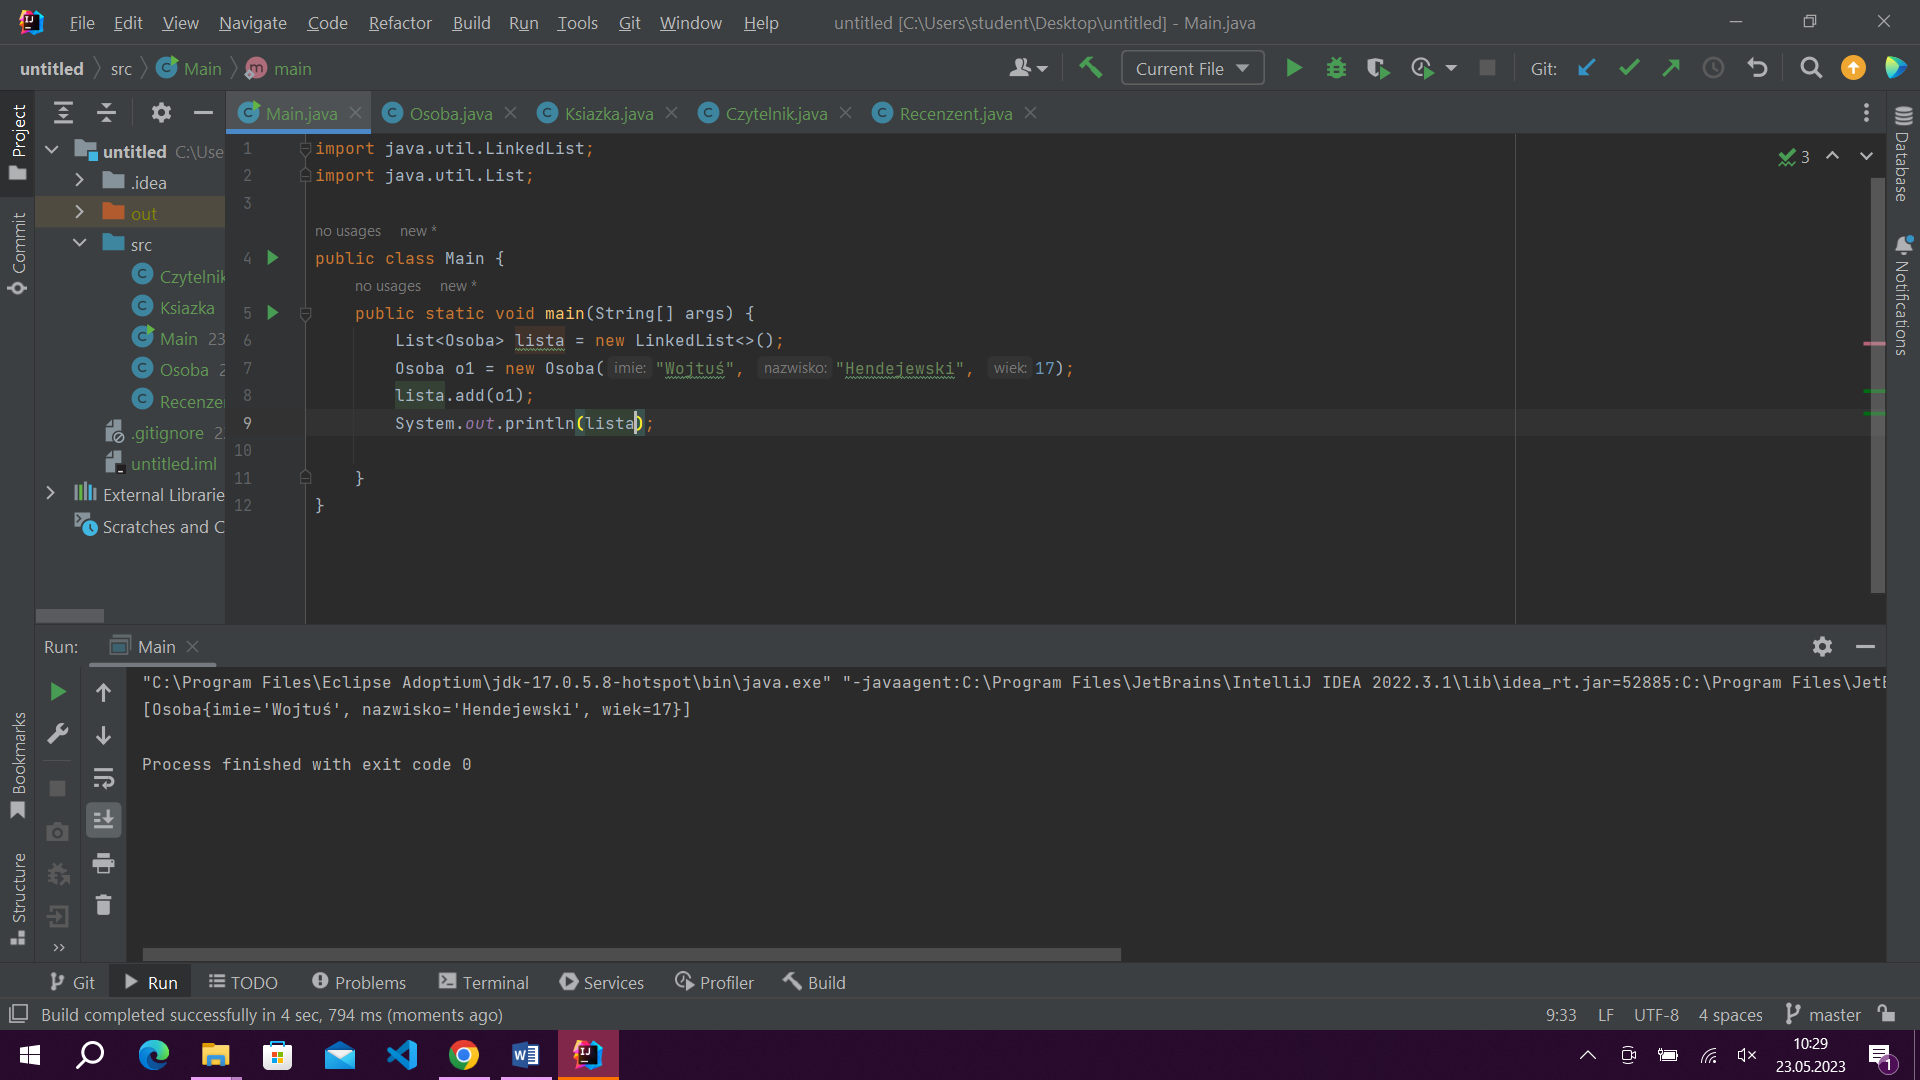 File Edit View Navigate Code Refactor Build Run Tools Git Window Help untitled [C:\Users\student\Desktop\untitled] - Main.java
untitled src Main main Current File Git:
Project Main.java Osoba.java Ksiazka.java Czytelnik.java Recenzent.java
untitled C:\Use
.idea
out
src
Czytelnik
Ksiazka
Main 23
Osoba 2
Recenze
.gitignore 2
untitled.iml
External Librarie
Scratches and C
Commit
Bookmarks
Structure
1 import java.util.LinkedList;
2 import java.util.List;
3
no usages new *
4 public class Main {
no usages new *
5 public static void main(String[] args) {
6 List<Osoba> lista = new LinkedList<>();
7 Osoba o1 = new Osoba( imie: "Wojtuś", nazwisko: "Hendejewski", wiek: 17);
8 lista.add(o1);
9 System.out.println(lista);
10
11 }
12 }
3
Database
Notifications
Run: Main
"C:\Program Files\Eclipse Adoptium\jdk-17.0.5.8-hotspot\bin\java.exe" "-javaagent:C:\Program Files\JetBrains\IntelliJ IDEA 2022.3.1\lib\idea_rt.jar=52885:C:\Program Files\JetB
[Osoba{imie='Wojtuś', nazwisko='Hendejewski', wiek=17}]
Process finished with exit code 0
Git Run TODO Problems Terminal Services Profiler Build
Build completed successfully in 4 sec, 794 ms (moments ago) 9:33 LF UTF-8 4 spaces master
10:29
23.05.2023
1